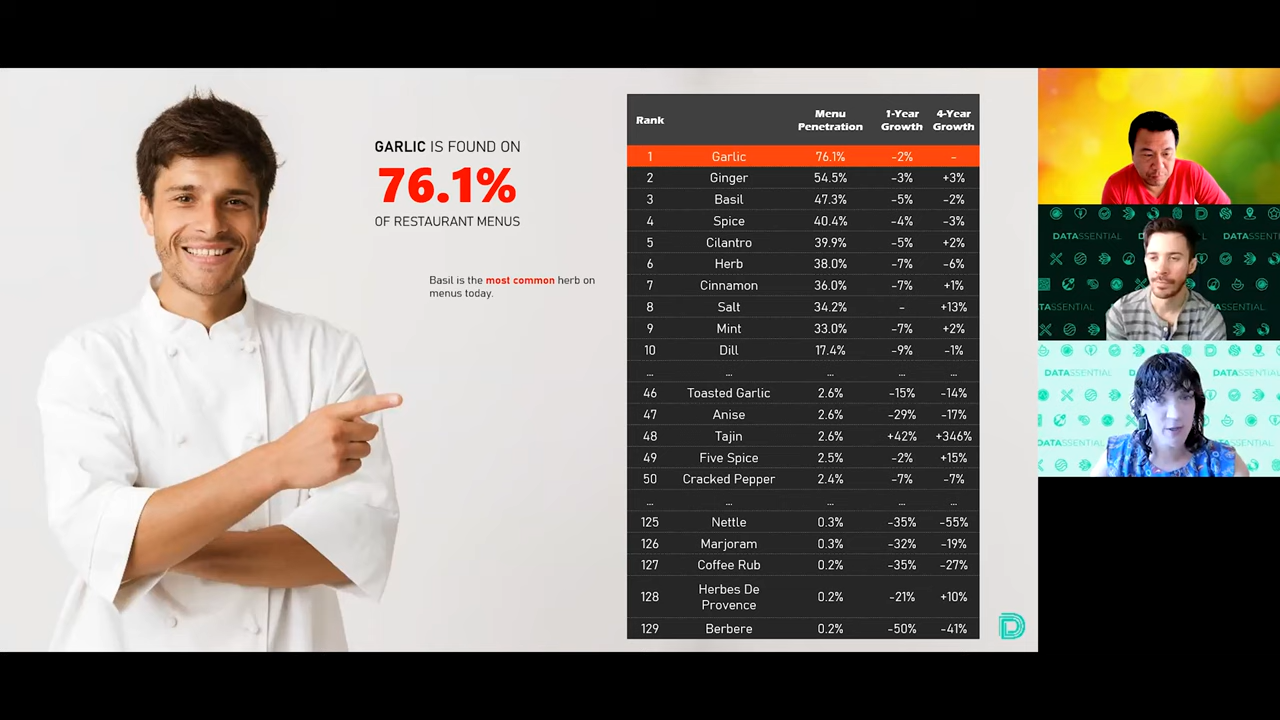 GARLIC IS FOUND ON
76.1%
OF RESTAURANT MENUS
Basil is the most common herb on
menus today.
Rank Menu Penetration 1-Year Growth 4-Year Growth
1 Garlic 76.1% -2% -
2 Ginger 54.5% -3% +3%
3 Basil 47.3% -5% -2%
4 Spice 40.4% -4% -3%
5 Cilantro 39.9% -5% +2%
6 Herb 38.0% -7% -6%
7 Cinnamon 36.0% -7% +1%
8 Salt 34.2% - +13%
9 Mint 33.0% -7% +2%
10 Dill 17.4% -9% -1%
... ... ... ... ...
46 Toasted Garlic 2.6% -15% -14%
47 Anise 2.6% -29% -17%
48 Tajin 2.6% +42% +346%
49 Five Spice 2.5% -2% +15%
50 Cracked Pepper 2.4% -7% -7%
... ... ... ... ...
125 Nettle 0.3% -35% -55%
126 Marjoram 0.3% -32% -19%
127 Coffee Rub 0.2% -35% -27%
128 Herbes De Provence 0.2% -21% +10%
129 Berbere 0.2% -50% -41%
DATASSENTIAL
DATASSENTIAL